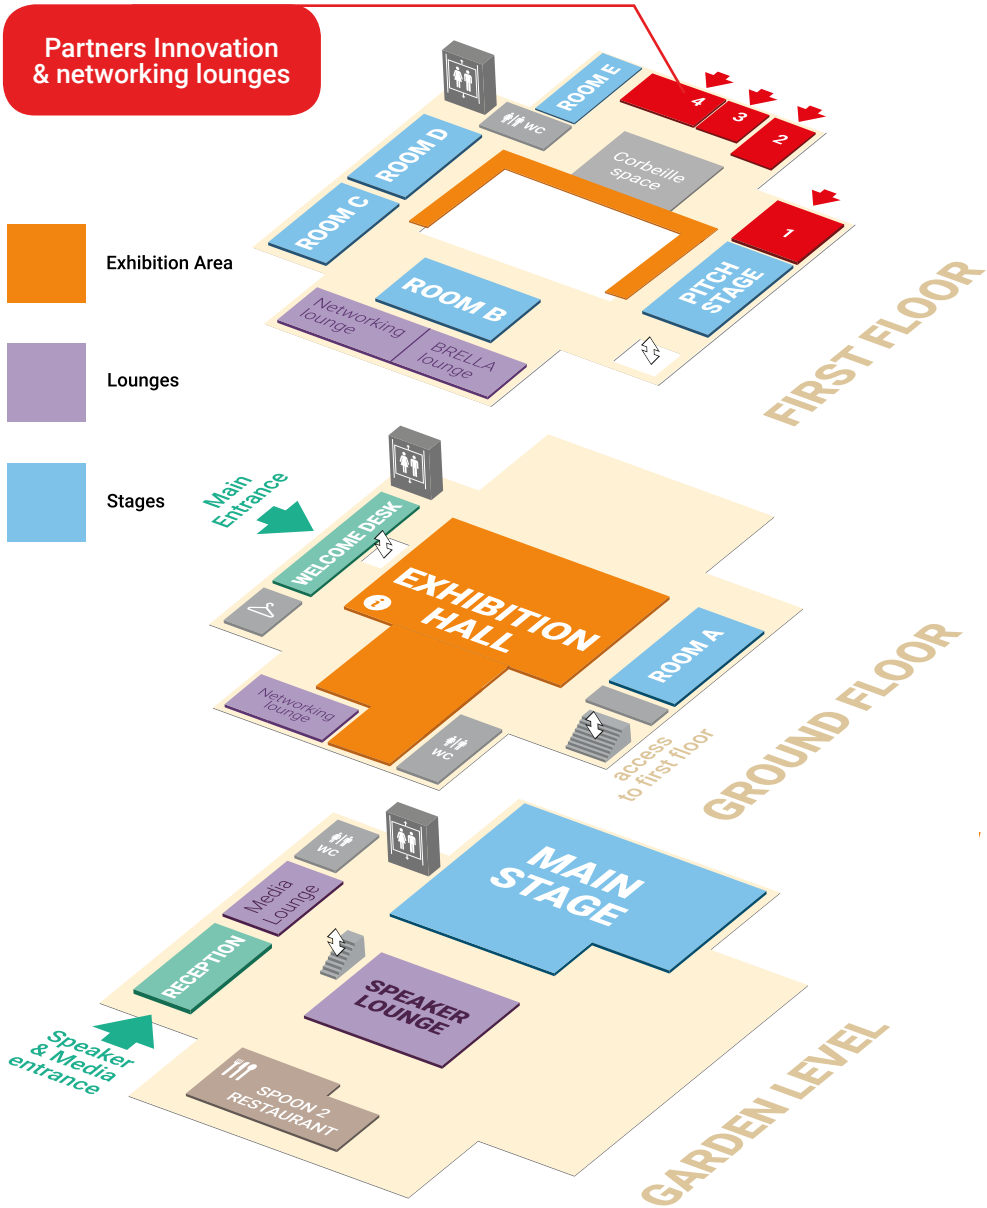 Partners Innovation
& networking lounges
Exhibition Area
Lounges
Stages
ROOM E
4
3
2
WC
ROOM D
Corbeille
space
ROOM C
1
PITCH
STAGE
ROOM B
Networking
lounge
BRELLA
lounge
FIRST FLOOR
Main
Entrance
WELCOME DESK
i
EXHIBITION
HALL
ROOM A
Networking
lounge
WC
access
to first floor
GROUND FLOOR
WC
MAIN
STAGE
Media
Lounge
RECEPTION
SPEAKER
LOUNGE
Speaker
& Media
entrance
SPOON 2
RESTAURANT
GARDEN LEVEL